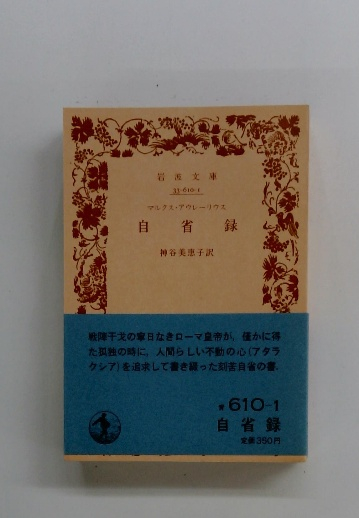 岩波文庫
33-610-1
マルクス・アウレーリウス
自省録
神谷美恵子訳
戦陣干戈の寧日なきローマ皇帝が、僅かに得
た孤独の時に、人間らしい不動の心(アタラ
クシア)を追求して書き綴った刻苦自省の書.
青 610-1
自省録
定価350円